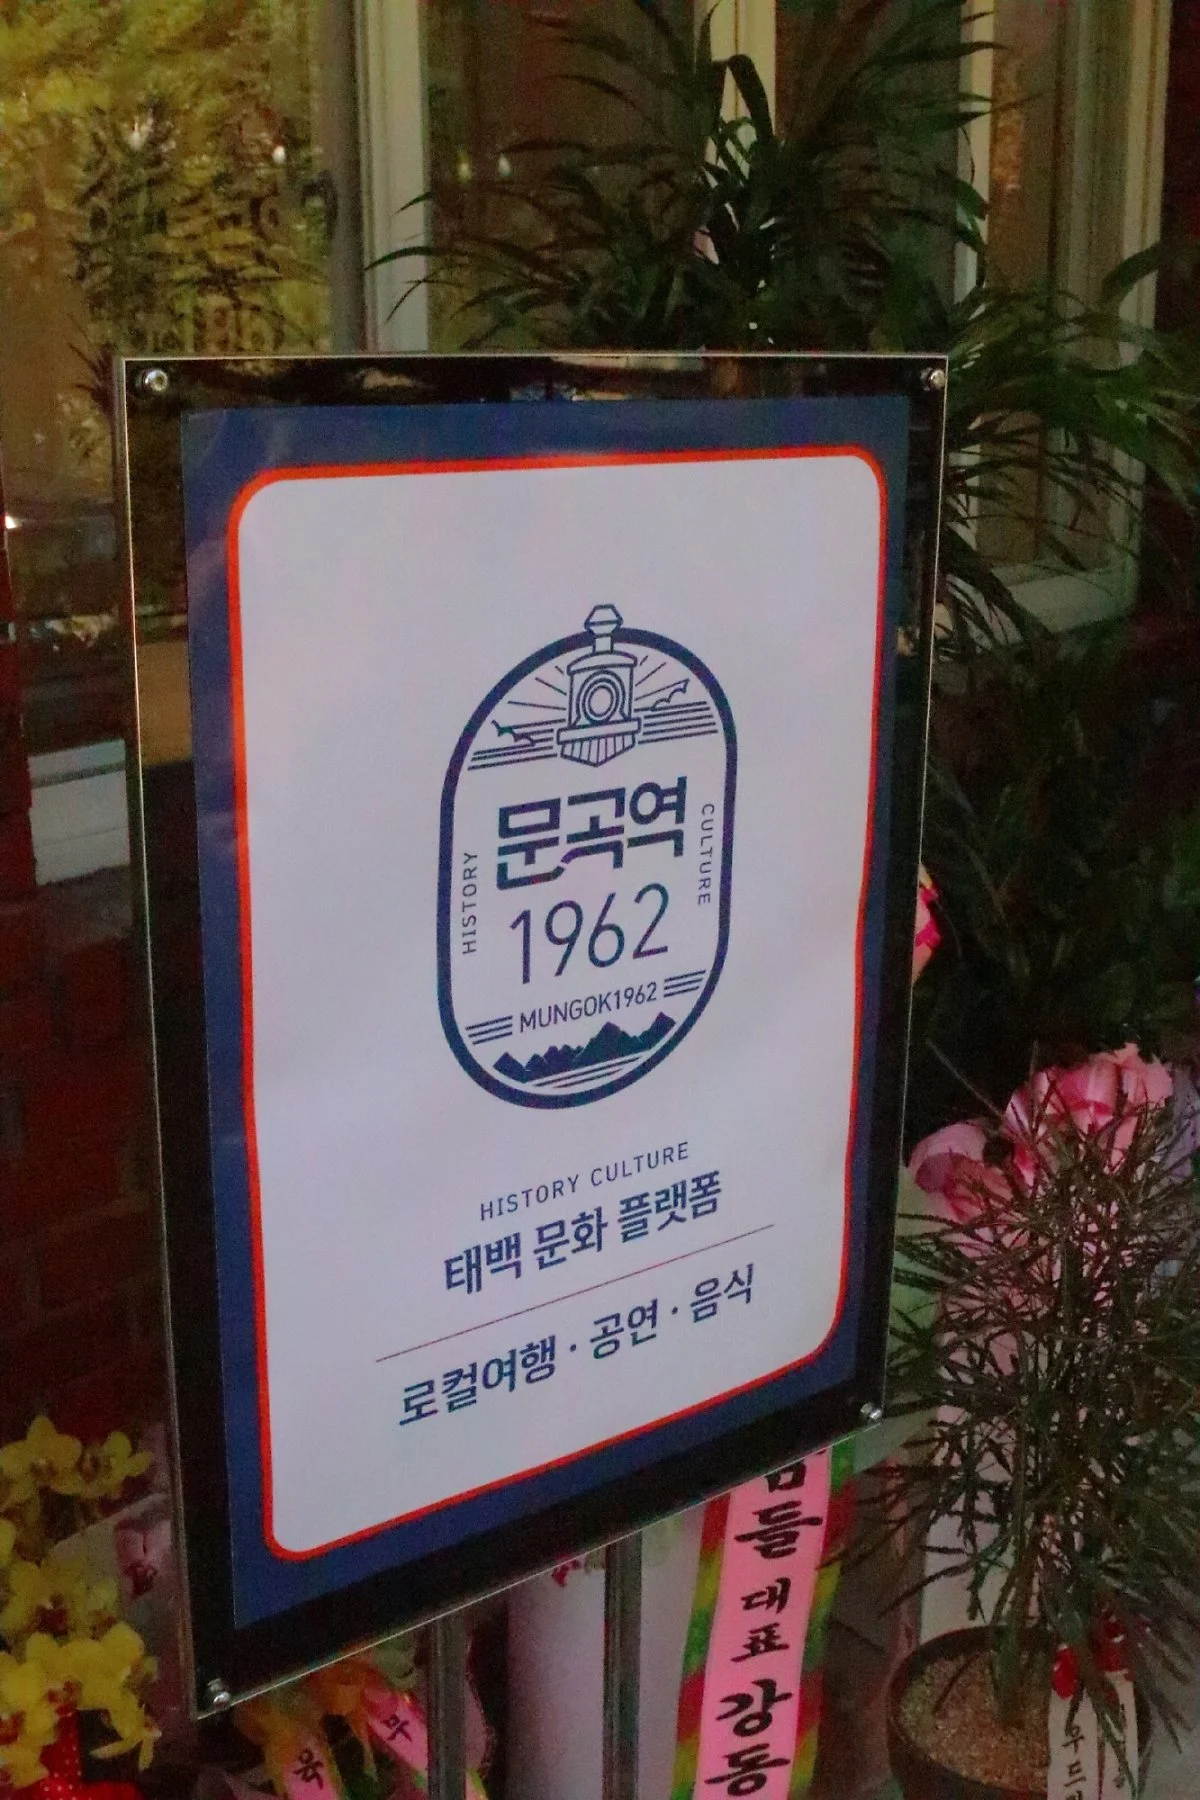 문곡역
HISTORY
CULTURE
1962
MUNGOK1962
HISTORY CULTURE
태백 문화 플랫폼
로컬여행 · 공연 · 음식
들
대
표
강
동